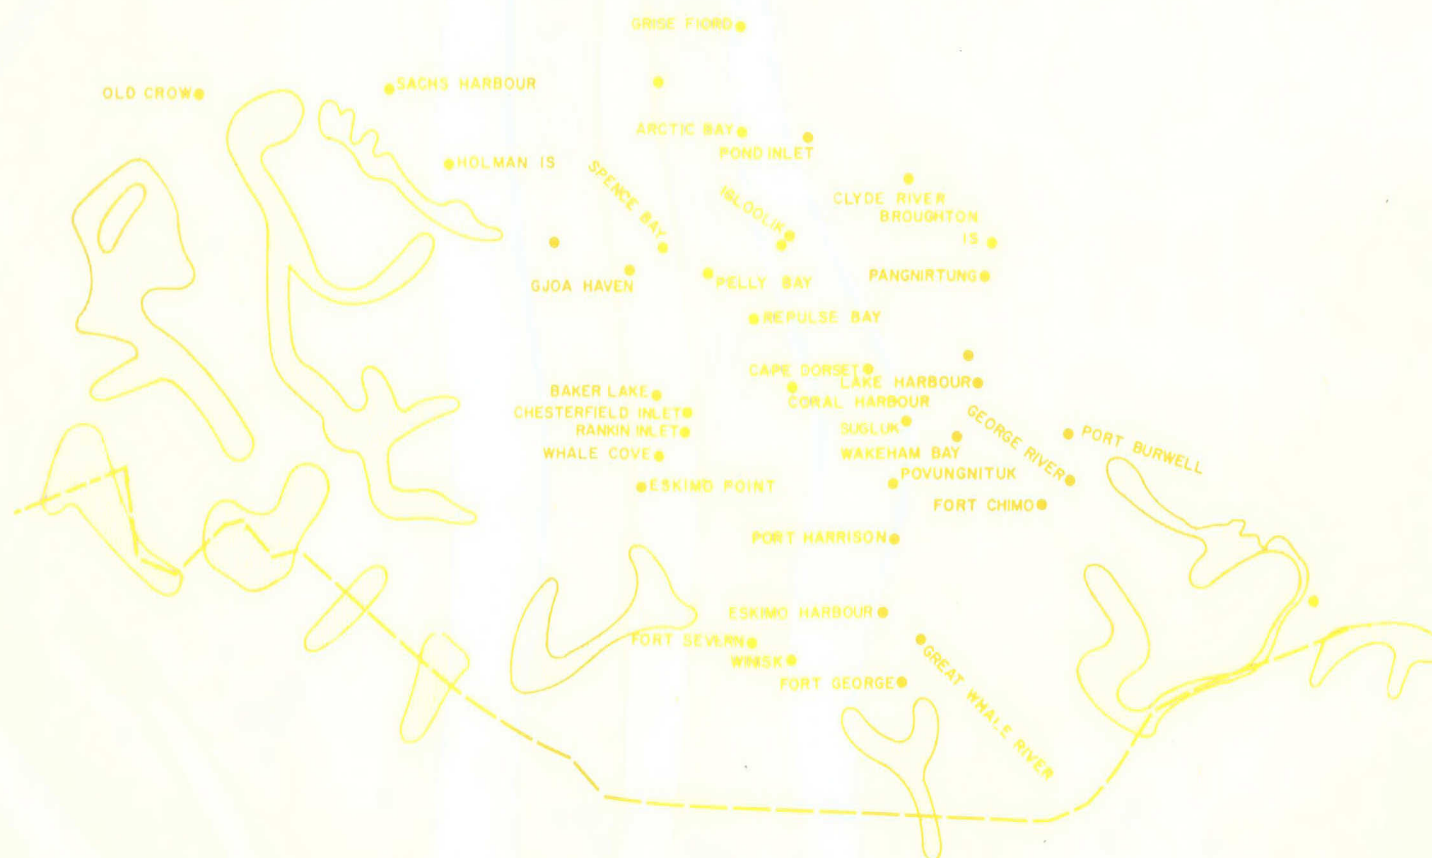 GRISE FIORD
OLD CROW
SACHS HARBOUR
ARCTIC BAY
POND INLET
HOLMAN IS
SPENCE BAY
IGLOOLIK
CLYDE RIVER
BROUGHTON
IS
PANGNIRTUNG
GJOA HAVEN
PELLY BAY
REPULSE BAY
CAPE DORSET
LAKE HARBOUR
BAKER LAKE
CORAL HARBOUR
CHESTERFIELD INLET
RANKIN INLET
SUGLUK
GEORGE RIVER
PORT BURWELL
WHALE COVE
WAKEHAM BAY
POVUNGNITUK
ESKIMO POINT
FORT CHIMO
PORT HARRISON
ESKIMO HARBOUR
FORT SEVERN
WINISK
FORT GEORGE
GREAT WHALE RIVER